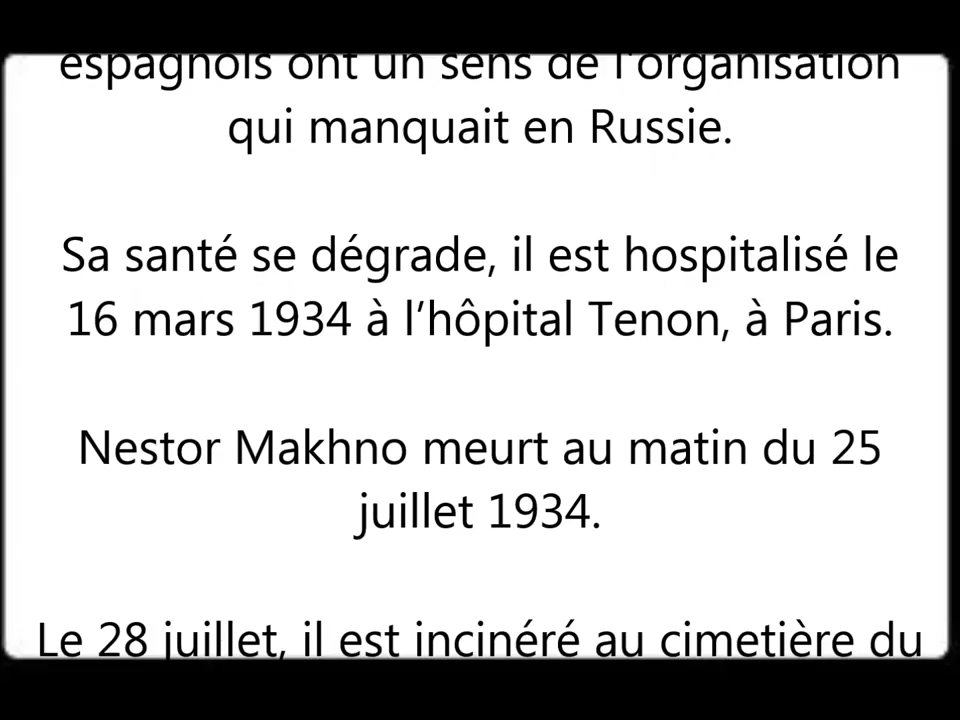 espagnols ont un sens de l'organisation
qui manquait en Russie.
Sa santé se dégrade, il est hospitalisé le
16 mars 1934 à l’hôpital Tenon, à Paris.
Nestor Makhno meurt au matin du 25
juillet 1934.
Le 28 juillet, il est incinéré au cimetière du